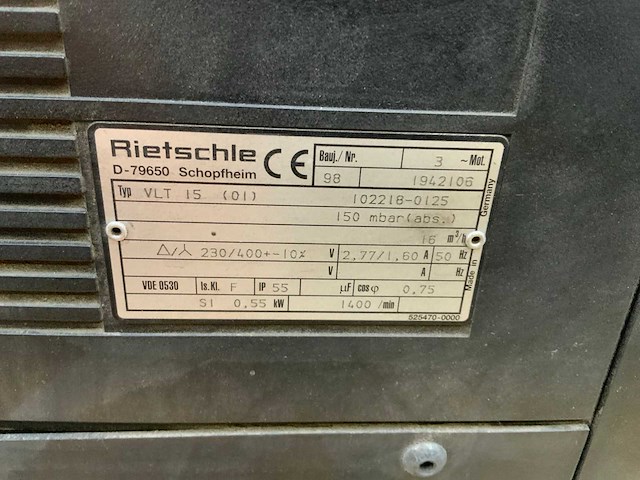 Rietschle CE Bauj./ Nr. 3 ~Mot.
D-79650 Schopfheim 98 1942106
Typ VLT 15 (01) 102218-0125
150 mbar(abs.)
16 m³/h
△/⅄ 230/400+-10% V 2,77/1,60 A 50 Hz
V A Hz
VDE 0530 Is.Kl. F IP 55 µF cosφ 0,75
S1 0,55 kW 1400 /min
525470-0000
Made in Germany